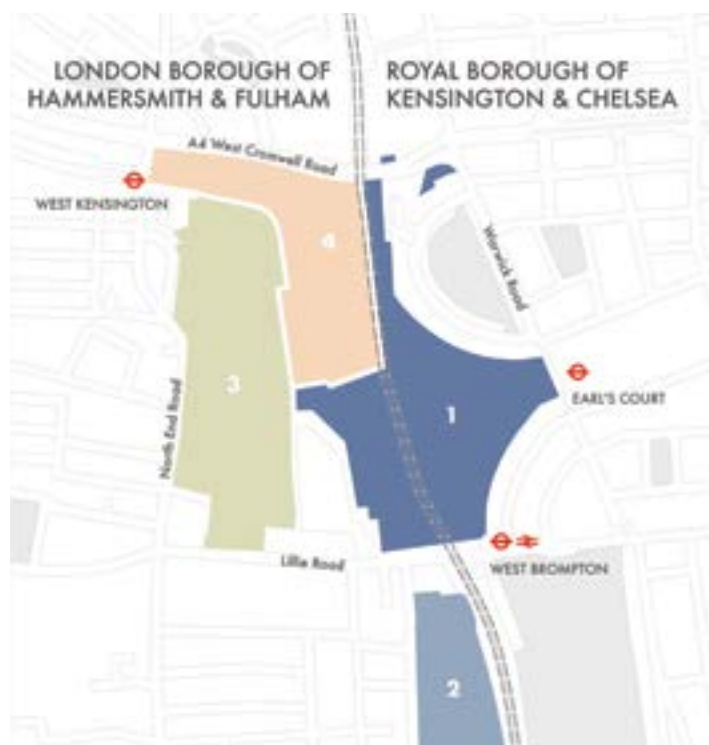 LONDON BOROUGH OF
HAMMERSMITH & FULHAM
ROYAL BOROUGH OF
KENSINGTON & CHELSEA
A4 West Cromwell Road
WEST KENSINGTON
4
Warwick Road
3
North End Road
1
EARL'S COURT
Lillie Road
WEST BROMPTON
2